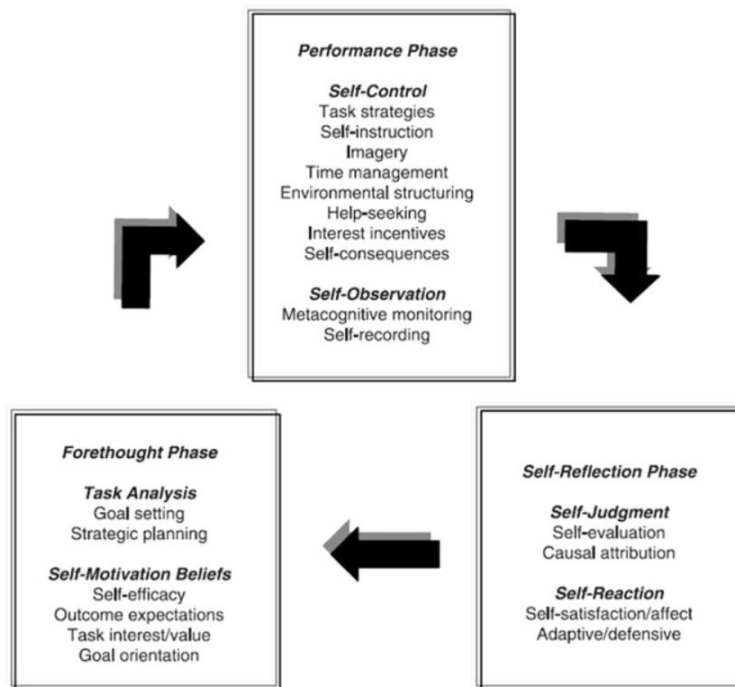 Performance Phase
Self-Control
Task strategies
Self-instruction
Imagery
Time management
Environmental structuring
Help-seeking
Interest incentives
Self-consequences
Self-Observation
Metacognitive monitoring
Self-recording
Forethought Phase
Task Analysis
Goal setting
Strategic planning
Self-Motivation Beliefs
Self-efficacy
Outcome expectations
Task interest/value
Goal orientation
Self-Reflection Phase
Self-Judgment
Self-evaluation
Causal attribution
Self-Reaction
Self-satisfaction/affect
Adaptive/defensive